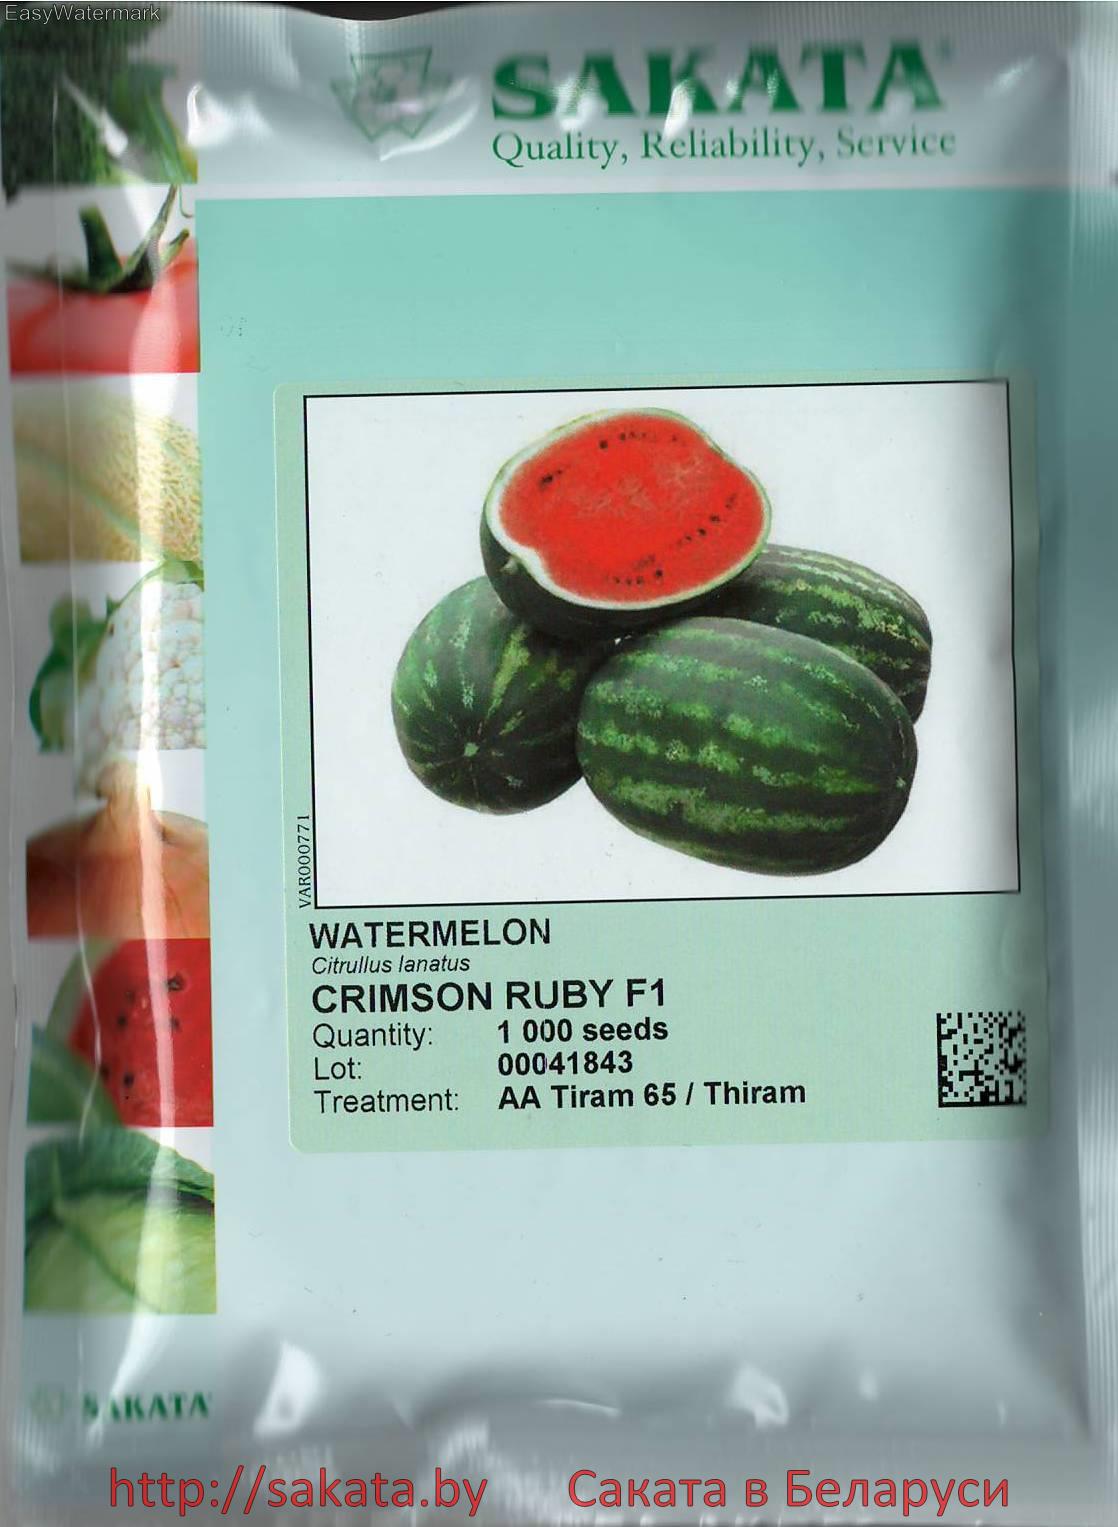 EasyWatermark
SAKATA
Quality, Reliability, Service
VAR000771
WATERMELON
Citrullus lanatus
CRIMSON RUBY F1
Quantity: 1 000 seeds
Lot: 00041843
Treatment: AA Tiram 65 / Thiram
SAKATA
http://sakata.by Саката в Беларуси